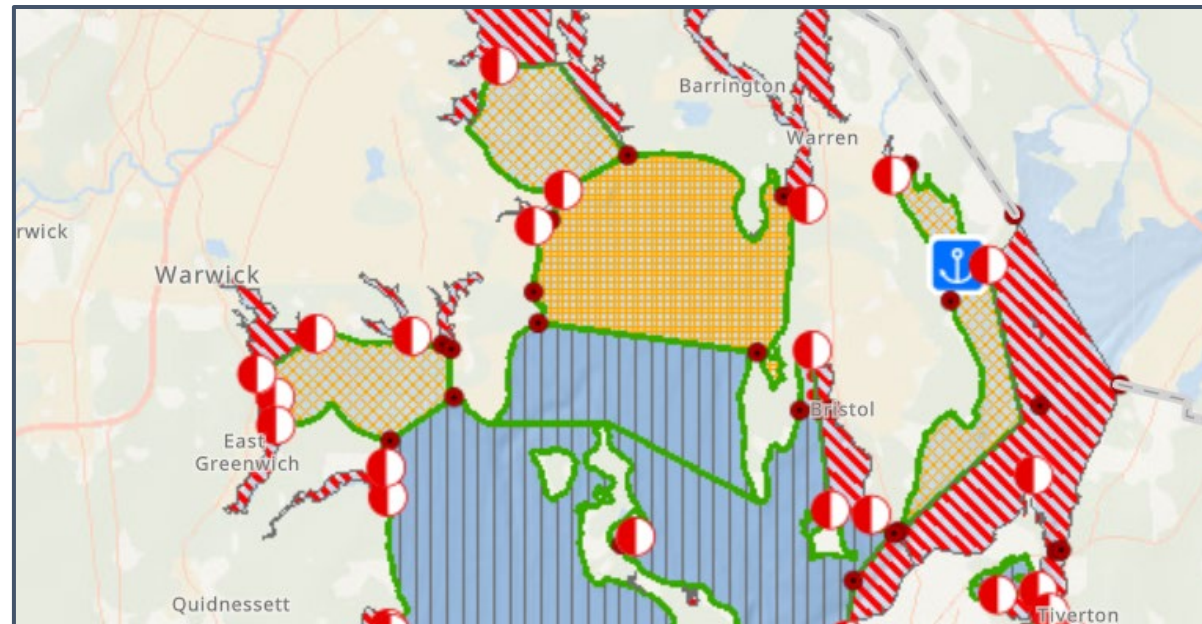 Barrington
Warren
rwick
Warwick
Bristol
East
Greenwich
Quidnessett
Tiverton